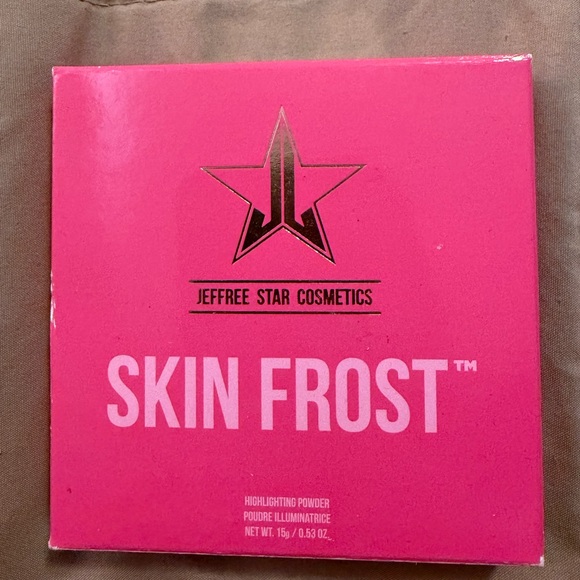 JEFFREE STAR COSMETICS
SKIN FROST™
HIGHLIGHTING POWDER
POUDRE ILLUMINATRICE
NET WT. 15g / 0.53 OZ.